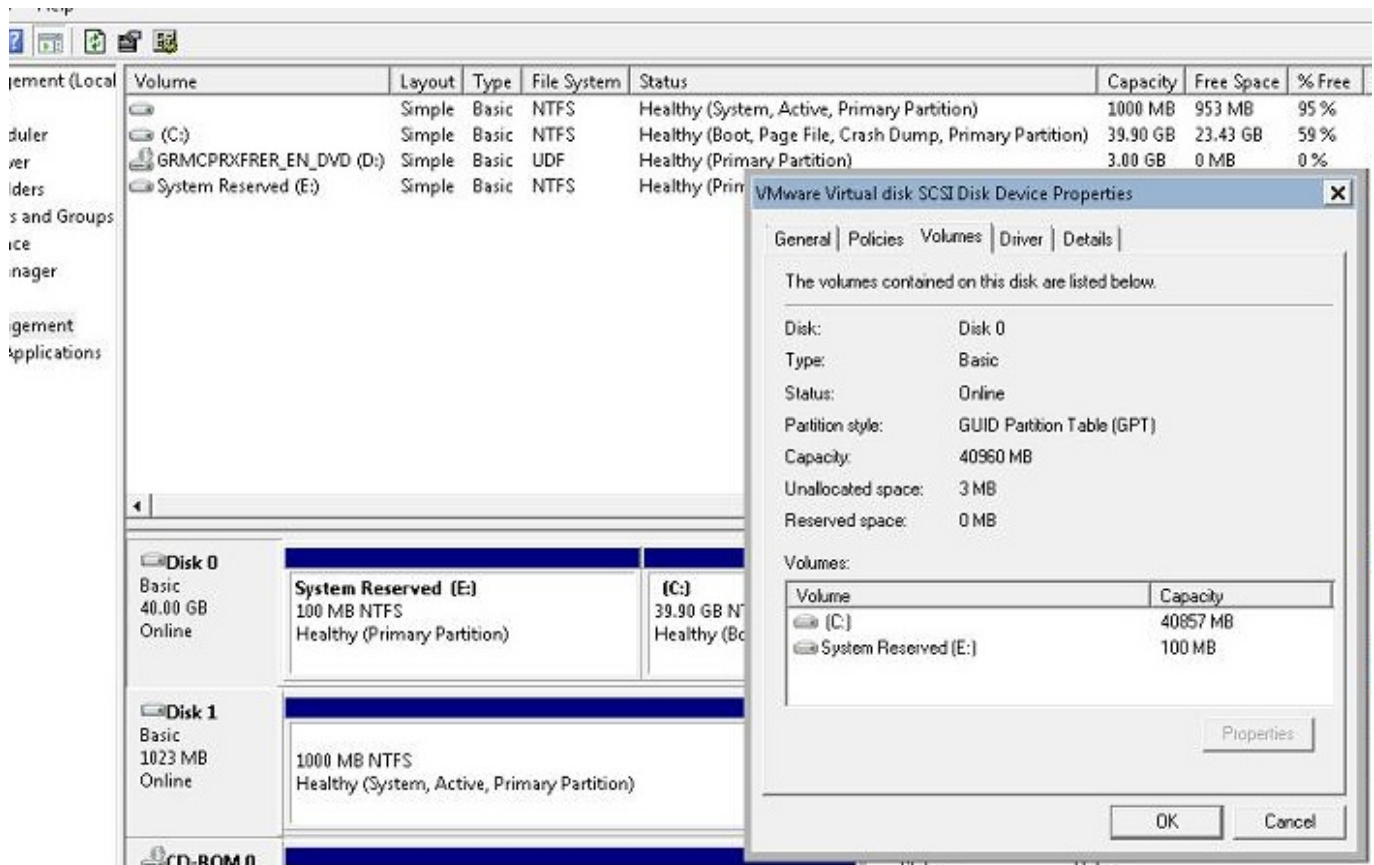 Help
ement (Local
Volume Layout Type File System Status Capacity Free Space % Free
Simple Basic NTFS Healthy (System, Active, Primary Partition) 1000 MB 953 MB 95 %
duler (C:) Simple Basic NTFS Healthy (Boot, Page File, Crash Dump, Primary Partition) 39.90 GB 23.43 GB 59 %
GRMCPRXFRER_EN_DVD (D:) Simple Basic UDF Healthy (Primary Partition) 3.00 GB 0 MB 0 %
ders System Reserved (E:) Simple Basic NTFS Healthy (Prim
s and Groups
nager
gement
Applications
VMware Virtual disk SCSI Disk Device Properties
General Policies Volumes Driver Details
The volumes contained on this disk are listed below.
Disk: Disk 0
Type: Basic
Status: Online
Partition style: GUID Partition Table (GPT)
Capacity: 40960 MB
Unallocated space: 3 MB
Reserved space: 0 MB
Volumes:
Volume Capacity
(C:) 40857 MB
System Reserved (E:) 100 MB
Properties
OK Cancel
Disk 0
Basic
40.00 GB
Online
System Reserved (E:)
100 MB NTFS
Healthy (Primary Partition)
(C:)
39.90 GB N
Healthy (Bo
Disk 1
Basic
1023 MB
Online
1000 MB NTFS
Healthy (System, Active, Primary Partition)
CD-ROM 0